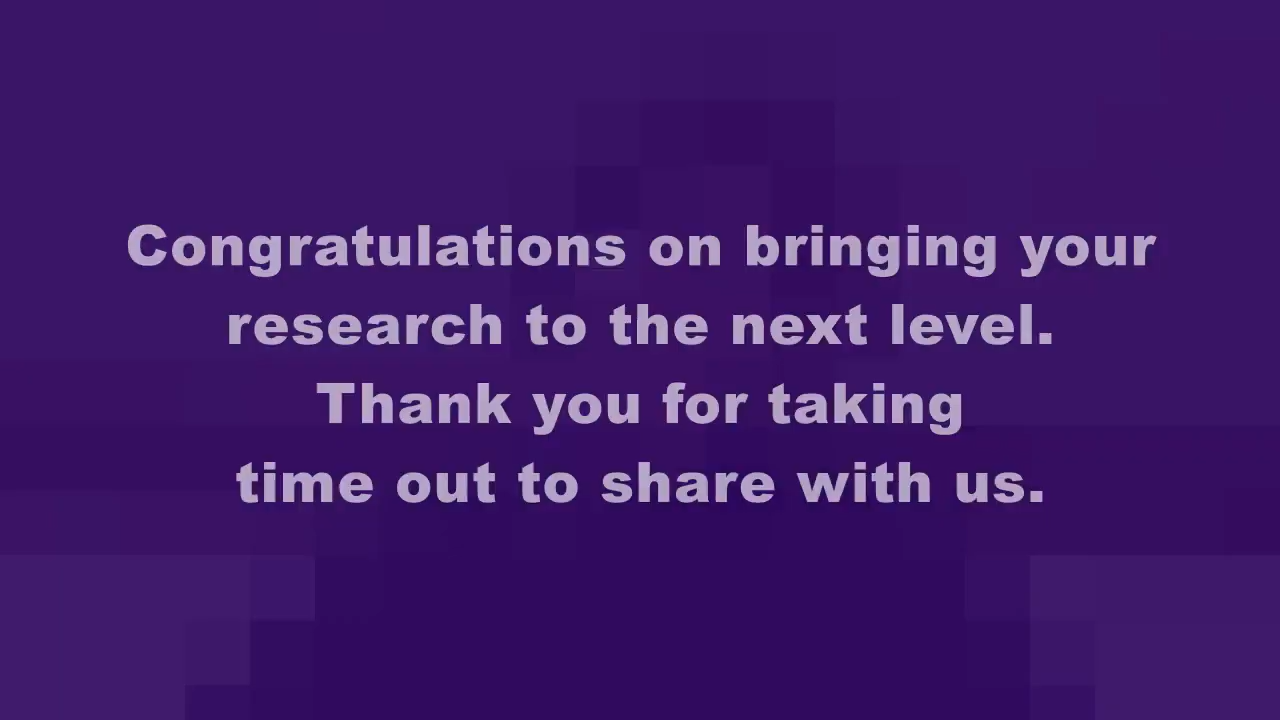 Congratulations on bringing your
research to the next level.
Thank you for taking
time out to share with us.